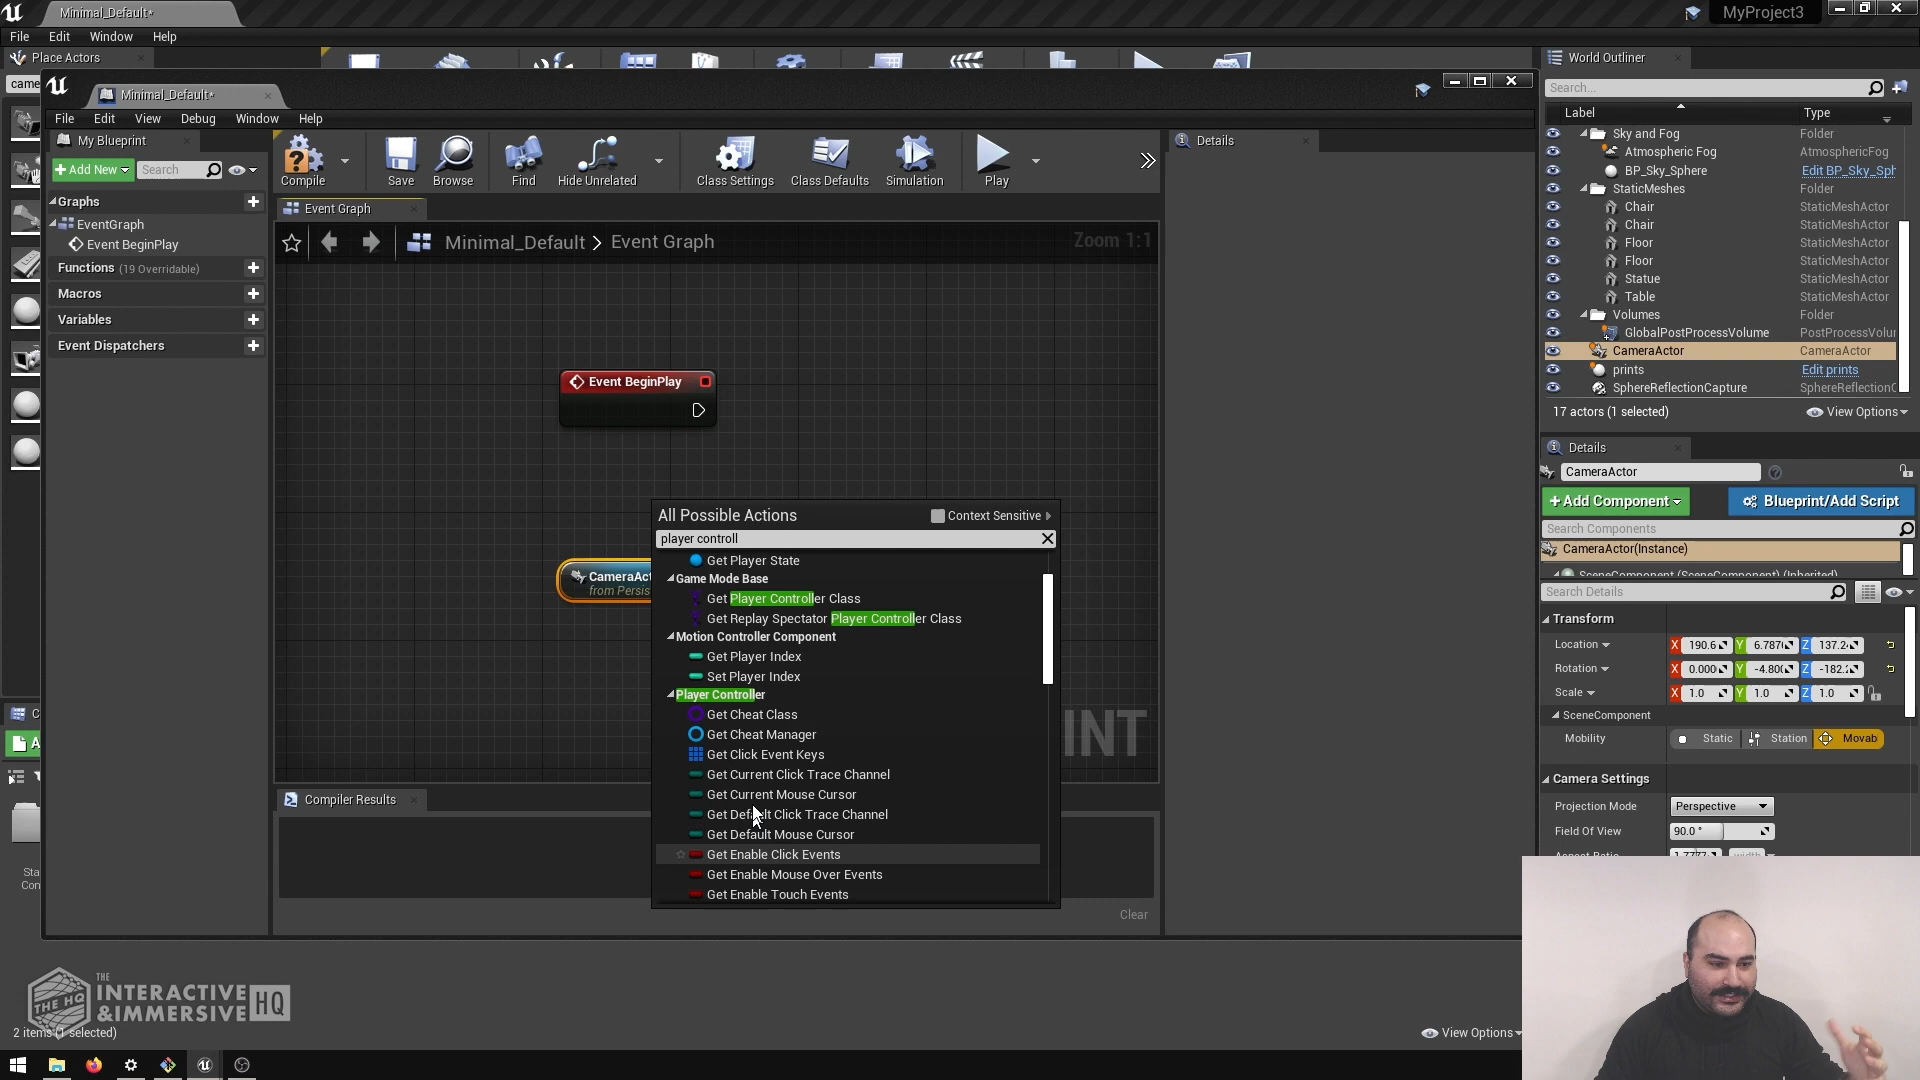 Minimal_Default*
MyProject3
File Edit Window Help
Place Actors
came
Minimal_Default*
File Edit View Debug Window Help
My Blueprint
Add New
Search
Graphs
EventGraph
Event BeginPlay
Functions (19 Overridable)
Macros
Variables
Event Dispatchers
Compile
Save
Browse
Find
Hide Unrelated
Class Settings
Class Defaults
Simulation
Play
Event Graph
Minimal_Default > Event Graph
Zoom 1:1
Event BeginPlay
CameraAct
from Persis
All Possible Actions
Context Sensitive
player controll
Get Player State
Game Mode Base
Get Player Controller Class
Get Replay Spectator Player Controller Class
Motion Controller Component
Get Player Index
Set Player Index
Player Controller
Get Cheat Class
Get Cheat Manager
Get Click Event Keys
Get Current Click Trace Channel
Get Current Mouse Cursor
Get Default Click Trace Channel
Get Default Mouse Cursor
Get Enable Click Events
Get Enable Mouse Over Events
Get Enable Touch Events
INT
Compiler Results
Clear
Details
World Outliner
Search...
Label Type
Sky and Fog Folder
Atmospheric Fog AtmosphericFog
BP_Sky_Sphere Edit BP_Sky_Sph
StaticMeshes Folder
Chair StaticMeshActor
Chair StaticMeshActor
Floor StaticMeshActor
Floor StaticMeshActor
Statue StaticMeshActor
Table StaticMeshActor
Volumes Folder
GlobalPostProcessVolume PostProcessVolur
CameraActor CameraActor
prints Edit prints
SphereReflectionCapture SphereReflectionC
17 actors (1 selected)
View Options
Details
CameraActor
+Add Component
Blueprint/Add Script
Search Components
CameraActor(Instance)
SceneComponent (SceneComponent) (Inherited)
Search Details
Transform
Location X 190.6 Y 6.787 Z 137.2
Rotation X 0.000 Y -4.800 Z -182.2
Scale X 1.0 Y 1.0 Z 1.0
SceneComponent
Mobility Static Station Movab
Camera Settings
Projection Mode Perspective
Field Of View 90.0 °
Aspect Ratio
C
A
Sta
Con
THE
THE HQ
INTERACTIVE
& IMMERSIVE HQ
2 items (1 selected)
View Options